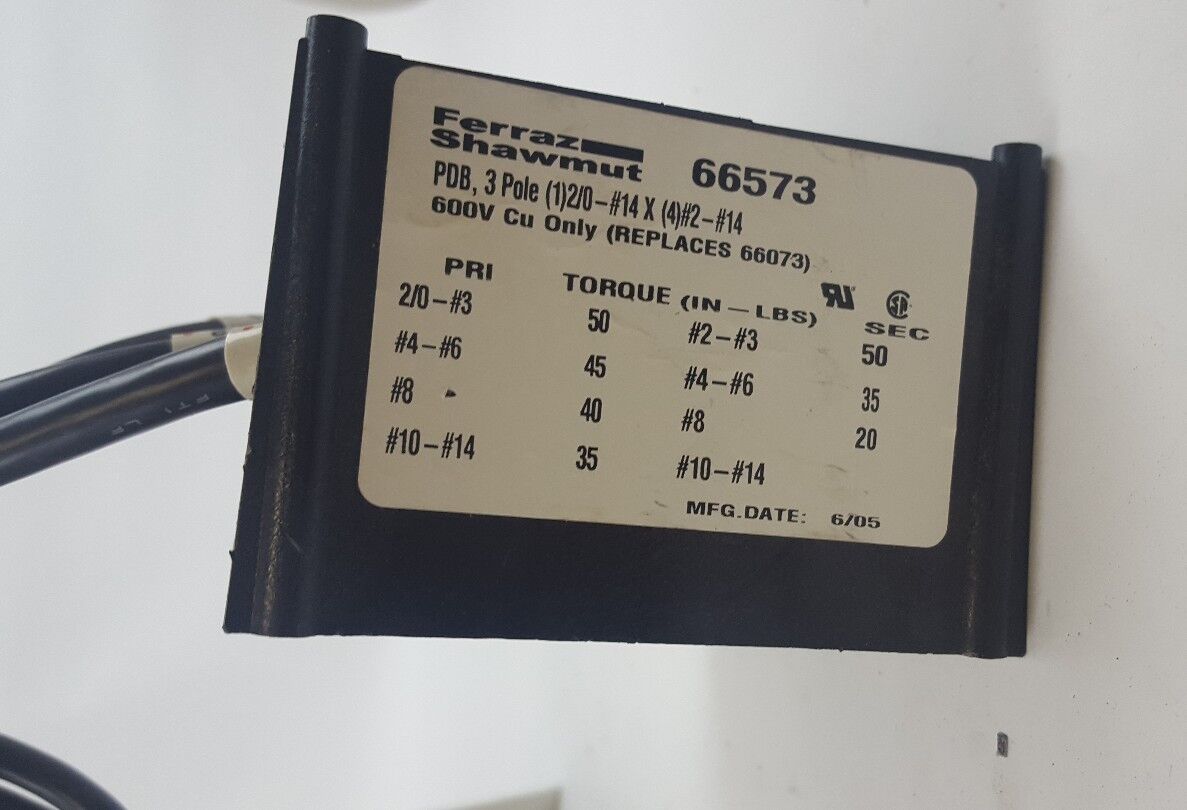 Ferraz
Shawmut 66573
PDB, 3 Pole (1)2/0-#14 X (4)#2-#14
600V Cu Only (REPLACES 66073)
PRI TORQUE (IN-LBS) SEC
2/0-#3 50 #2-#3 50
#4-#6 45 #4-#6 35
#8 40 #8 20
#10-#14 35 #10-#14
MFG.DATE: 6/05